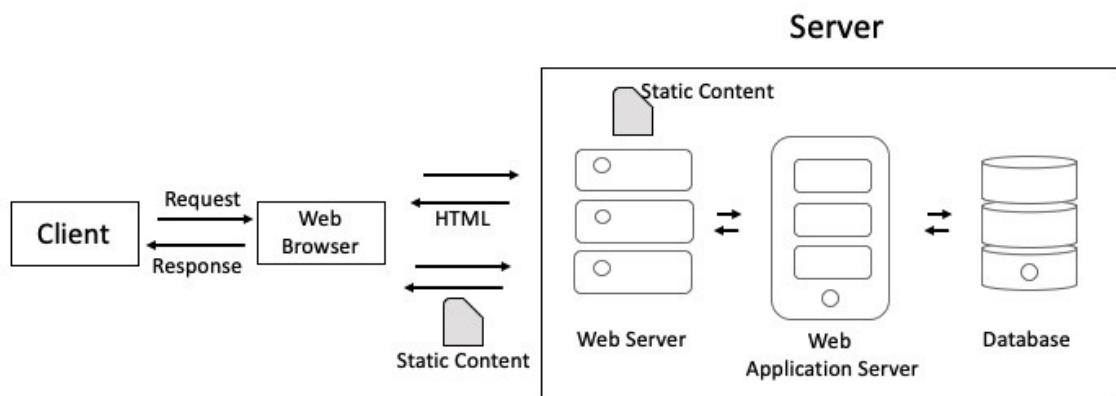 Server
Static Content
Request
Client
Web
Browser
Response
HTML
Static Content
Web Server
Web
Application Server
Database